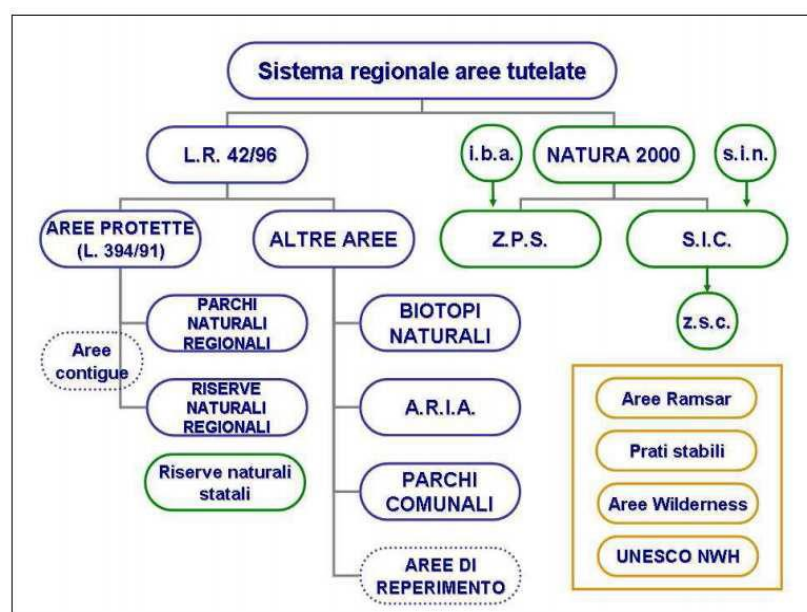 Sistema regionale aree tutelate
L.R. 42/96
i.b.a.
NATURA 2000
s.i.n.
AREE PROTETTE
(L. 394/91)
ALTRE AREE
Z.P.S.
S.I.C.
PARCHI
NATURALI
REGIONALI
BIOTOPI
NATURALI
z.s.c.
Aree
contigue
RISERVE
NATURALI
REGIONALI
A.R.I.A.
Riserve naturali
statali
PARCHI
COMUNALI
AREE DI
REPERIMENTO
Aree Ramsar
Prati stabili
Aree Wilderness
UNESCO NWH